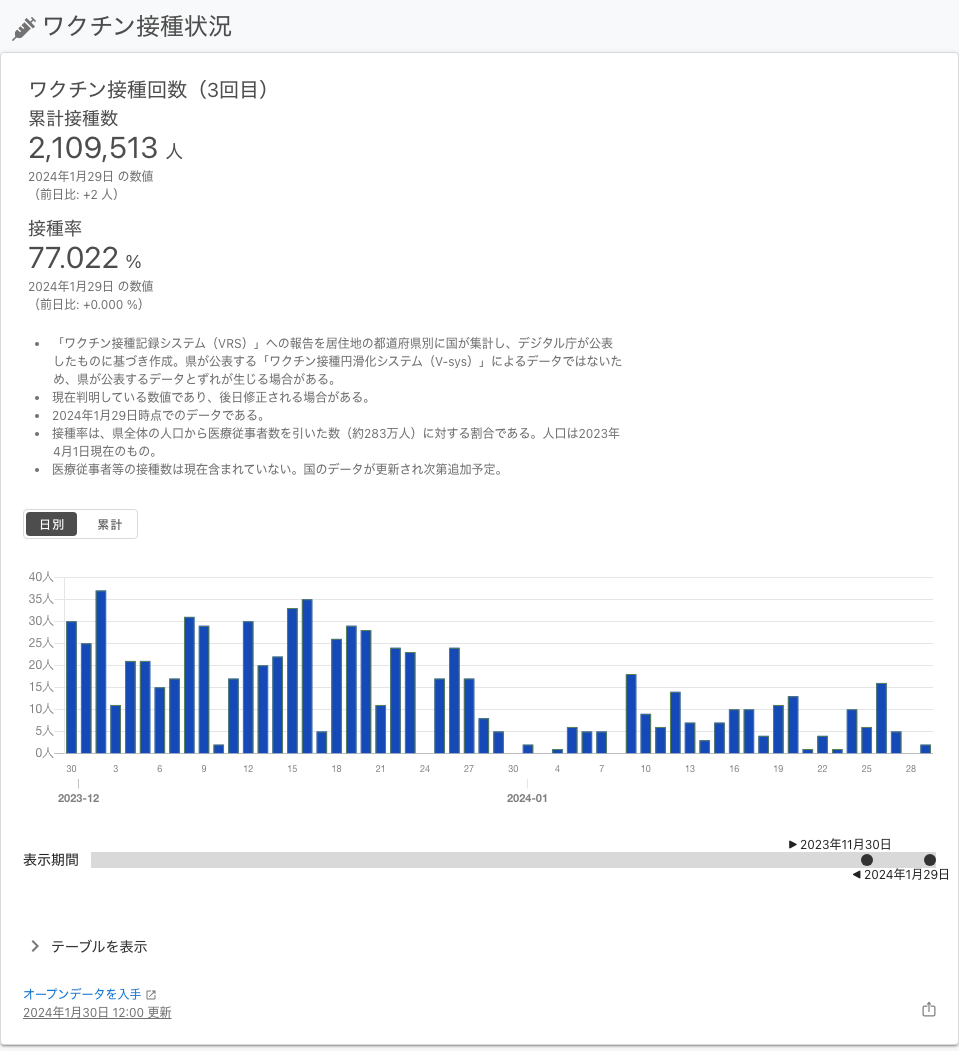 ワクチン接種状況
ワクチン接種回数（3回目）
累計接種数
2,109,513 人
2024年1月29日 の数値
（前日比: +2 人）
接種率
77.022 %
2024年1月29日 の数値
（前日比: +0.000 %）
• 「ワクチン接種記録システム（VRS）」への報告を居住地の都道府県別に国が集計し、デジタル庁が公表
したものに基づき作成。県が公表する「ワクチン接種円滑化システム（V-sys）」によるデータではないた
め、県が公表するデータとずれが生じる場合がある。
• 現在判明している数値であり、後日修正される場合がある。
• 2024年1月29日時点でのデータである。
• 接種率は、県全体の人口から医療従事者数を引いた数（約283万人）に対する割合である。人口は2023年
4月1日現在のもの。
• 医療従事者等の接種数は現在含まれていない。国のデータが更新され次第追加予定。
日別 累計
40人
35人
30人
25人
20人
15人
10人
5人
0人
30 3 6 9 12 15 18 21 24 27 30 4 7 10 13 16 19 22 25 28
2023-12 2024-01
▶ 2023年11月30日
表示期間
◀ 2024年1月29日
テーブルを表示
オープンデータを入手
2024年1月30日 12:00 更新